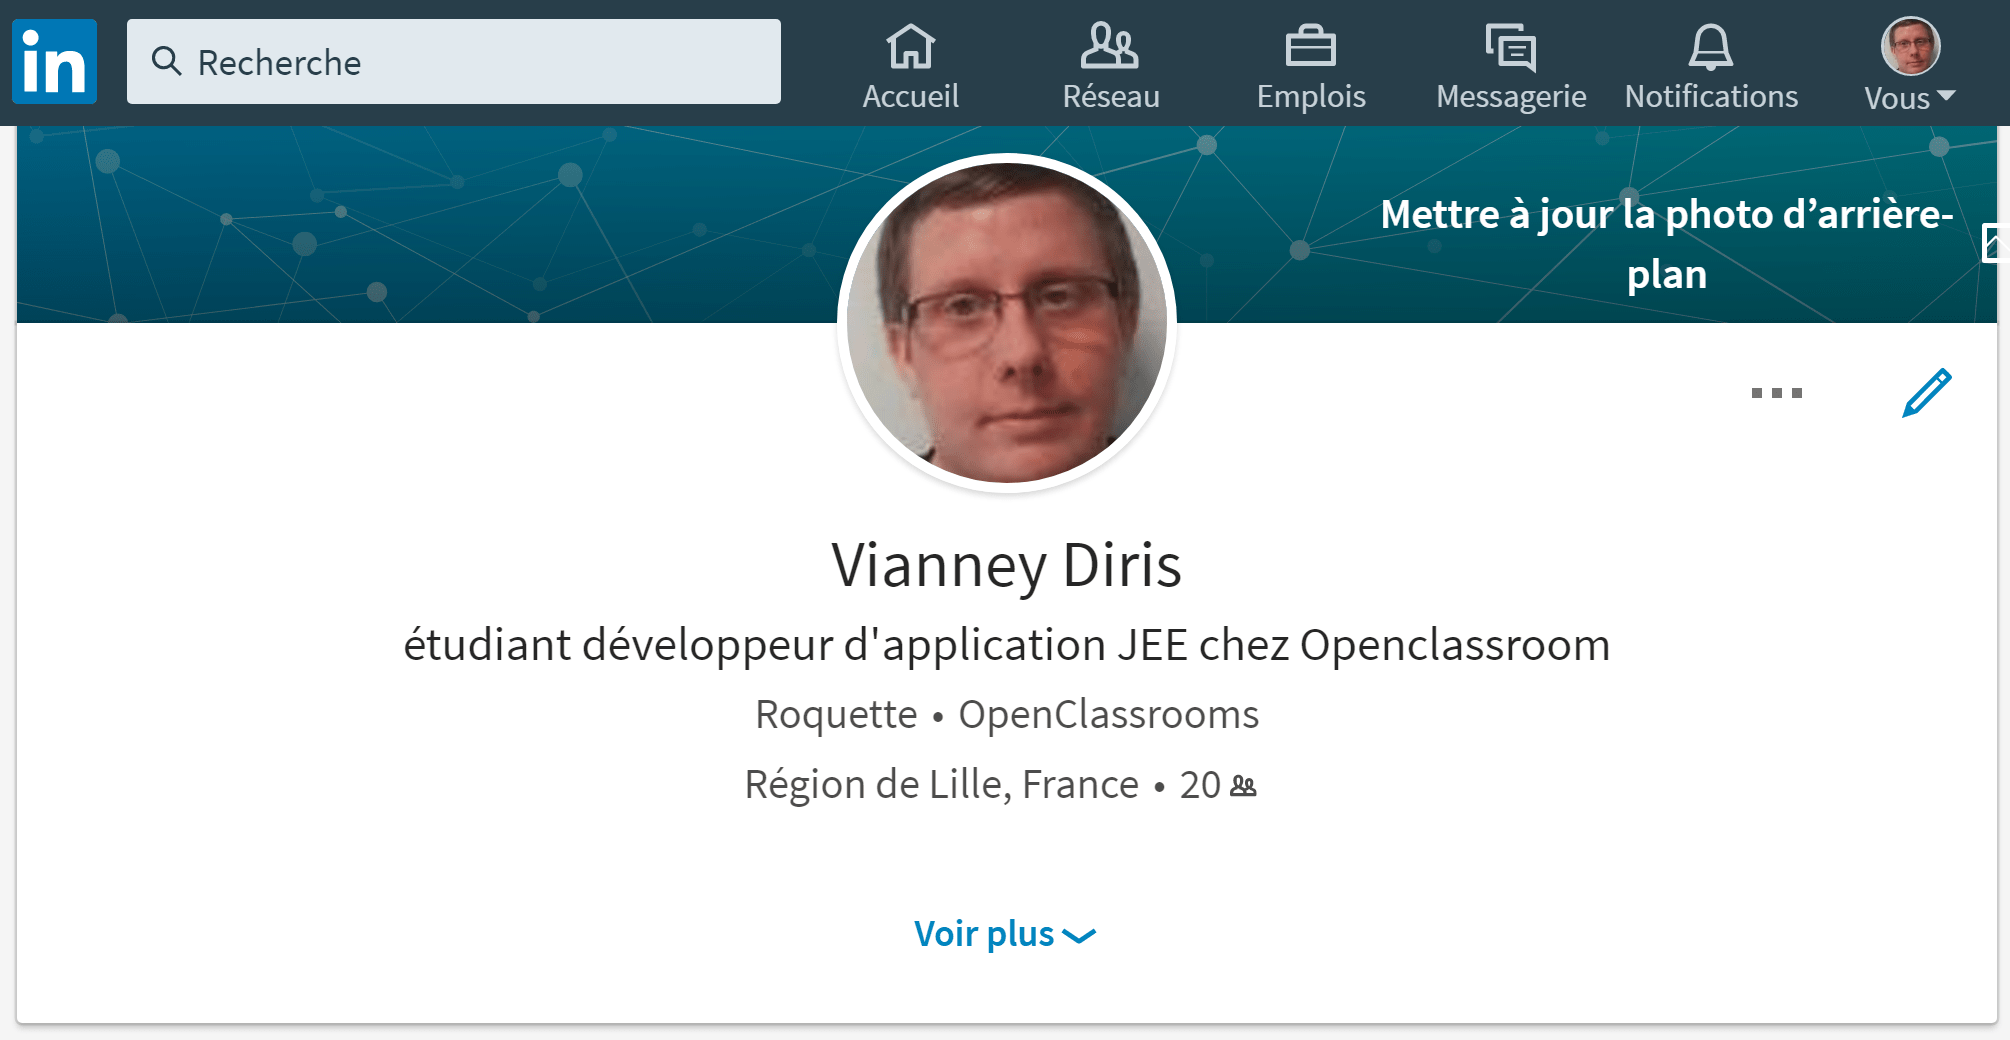 in
Recherche
Accueil
Réseau
Emplois
Messagerie
Notifications
Vous
Mettre à jour la photo d’arrière-
plan
Vianney Diris
étudiant développeur d'application JEE chez Openclassroom
Roquette • OpenClassrooms
Région de Lille, France • 20
Voir plus